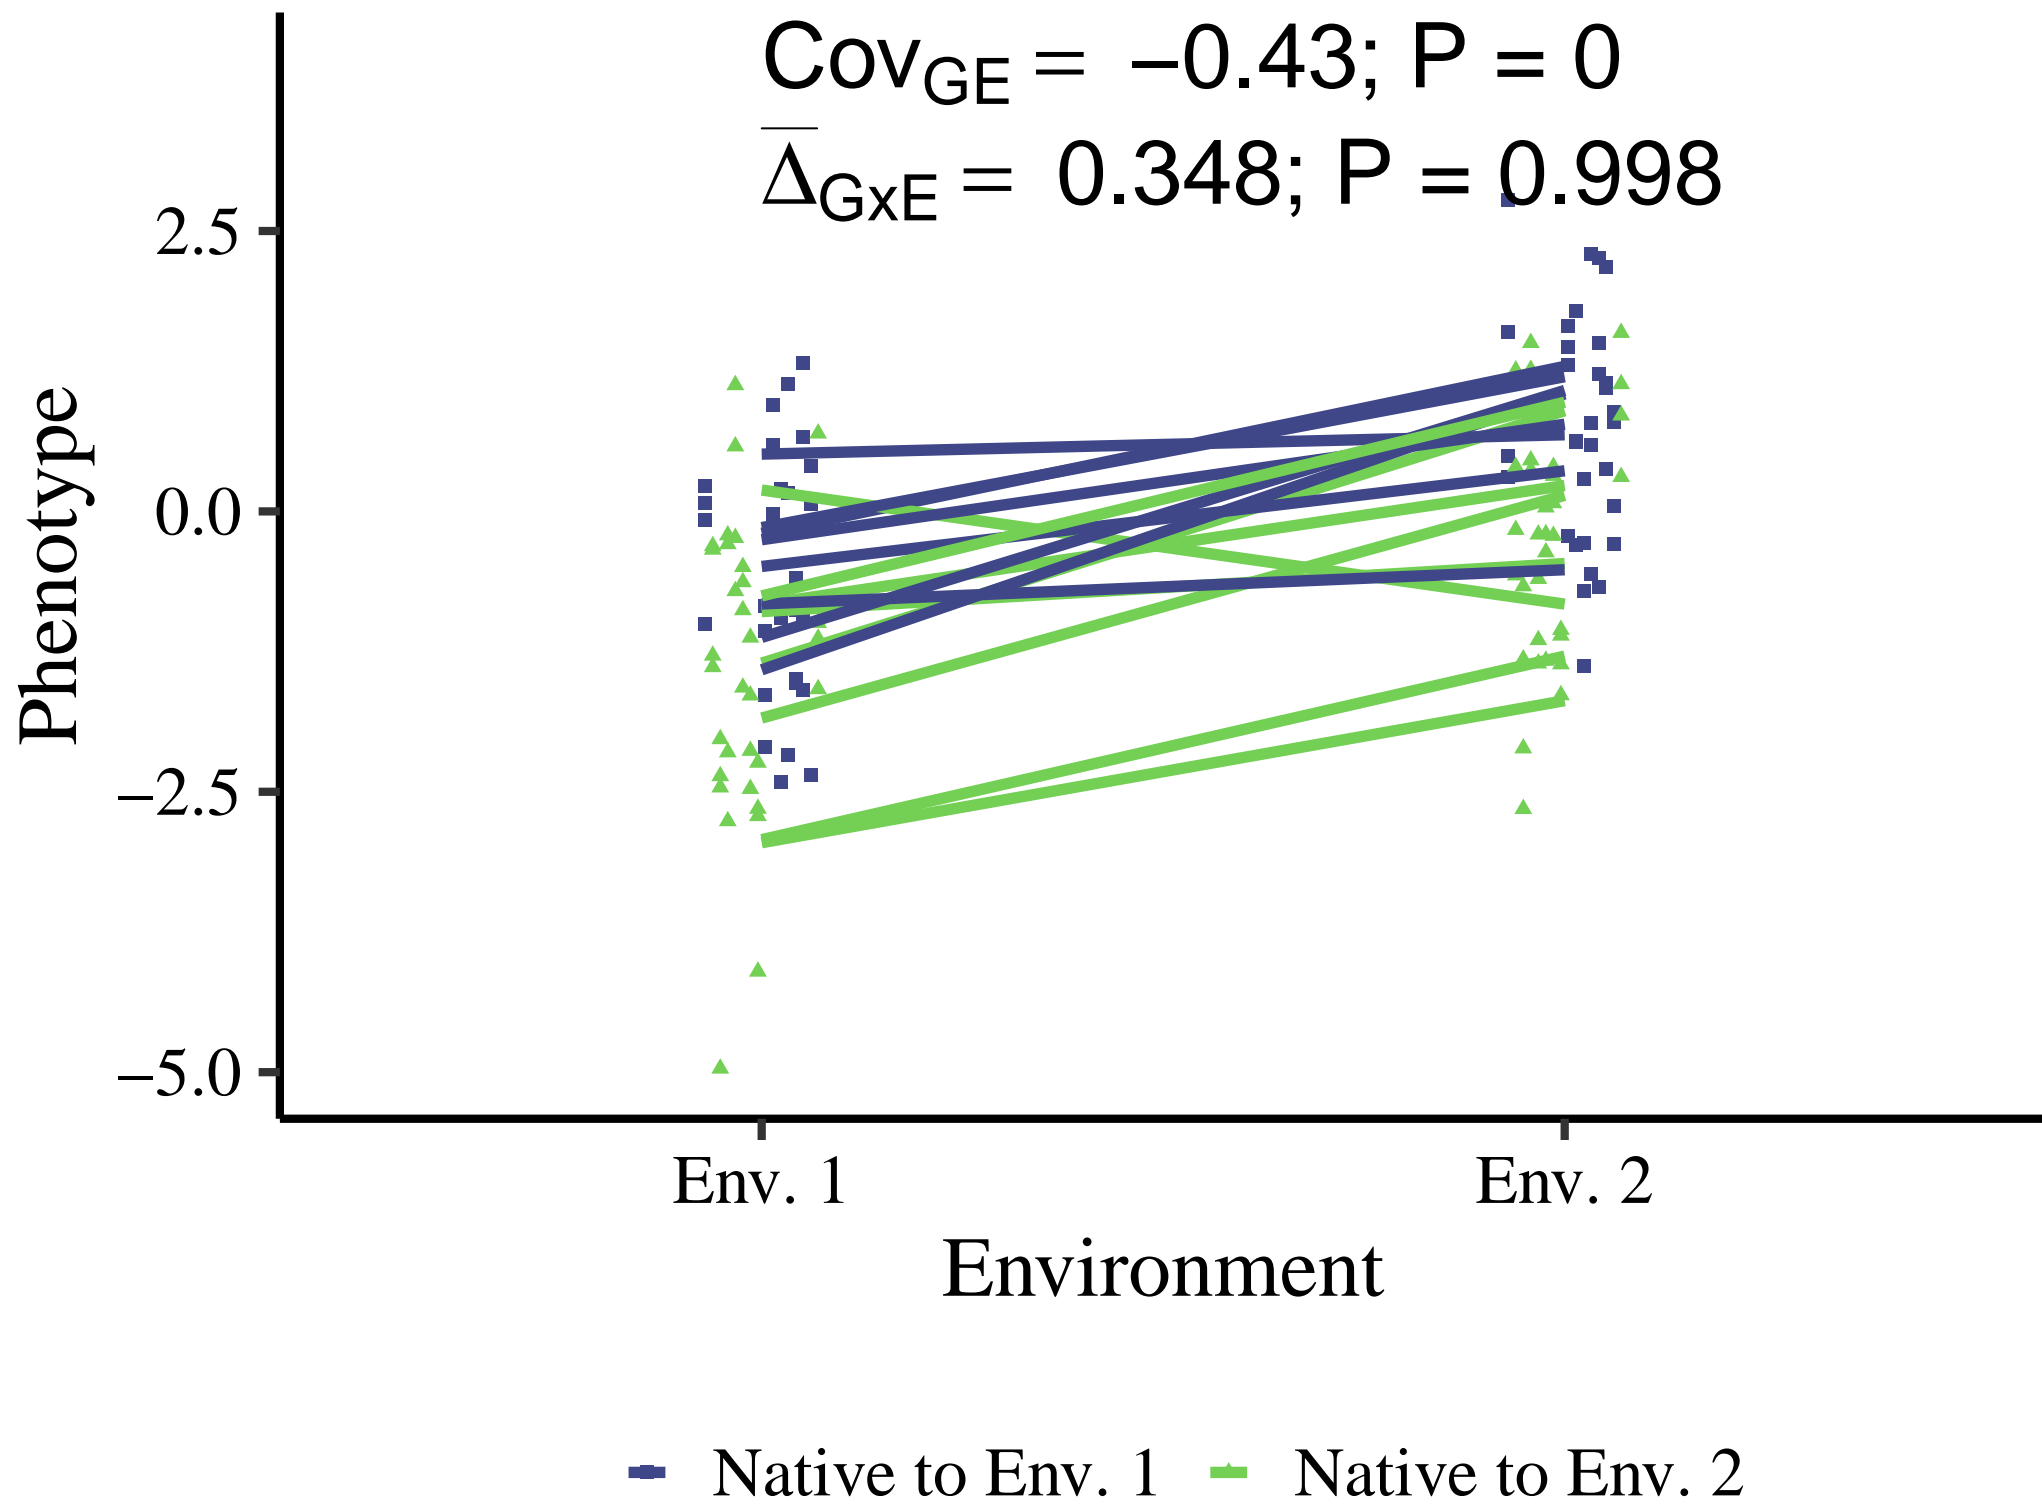 Cov_GE = −0.43; P = 0
Δ̅_GxE = 0.348; P = 0.998
2.5
0.0
−2.5
−5.0
Phenotype
Env. 1 Env. 2
Environment
Native to Env. 1 Native to Env. 2